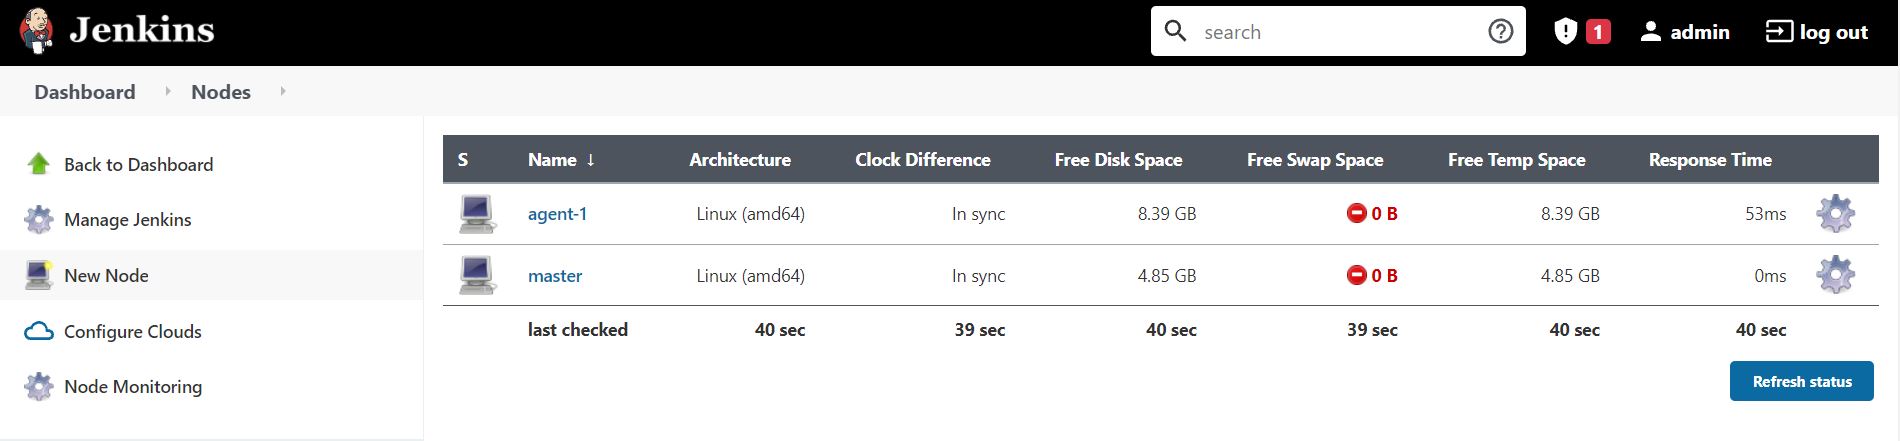 Jenkins
search
1
admin
log out
Dashboard Nodes
Back to Dashboard
Manage Jenkins
New Node
Configure Clouds
Node Monitoring
S Name ↓ Architecture Clock Difference Free Disk Space Free Swap Space Free Temp Space Response Time
agent-1 Linux (amd64) In sync 8.39 GB 0 B 8.39 GB 53ms
master Linux (amd64) In sync 4.85 GB 0 B 4.85 GB 0ms
last checked 40 sec 39 sec 40 sec 39 sec 40 sec 40 sec
Refresh status